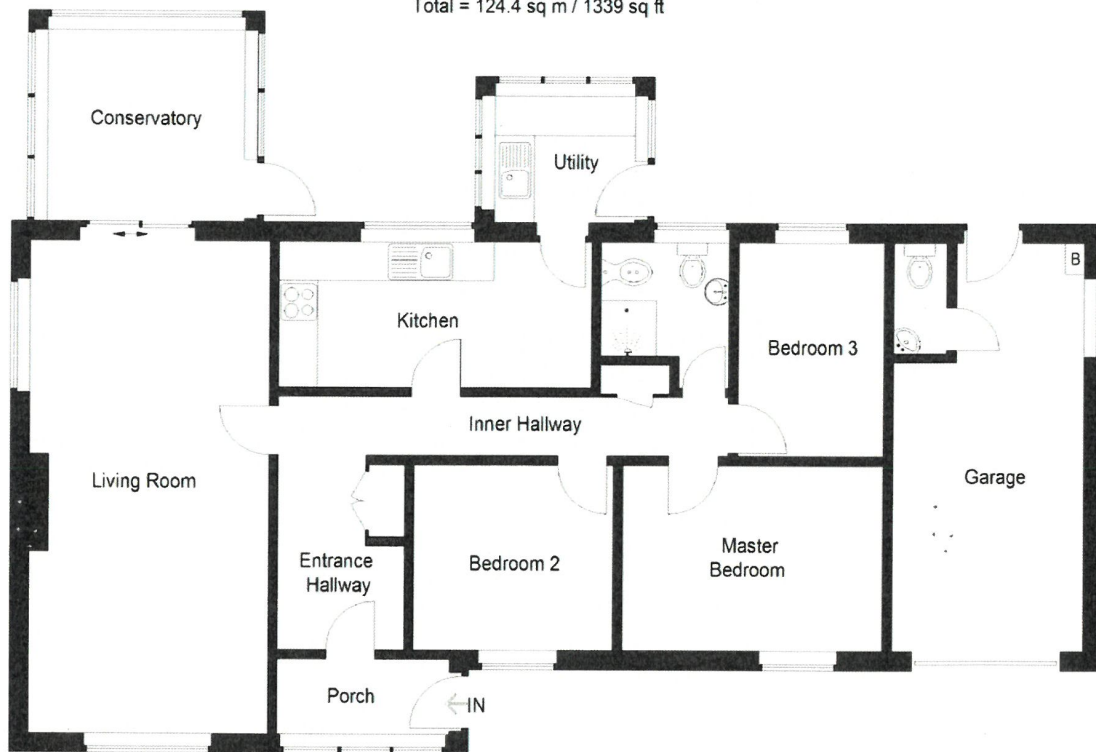 Total = 124.4 sq m / 1339 sq ft
Conservatory
Utility
B
Kitchen
Bedroom 3
Inner Hallway
Living Room
Garage
Entrance
Hallway
Bedroom 2
Master
Bedroom
Porch
IN